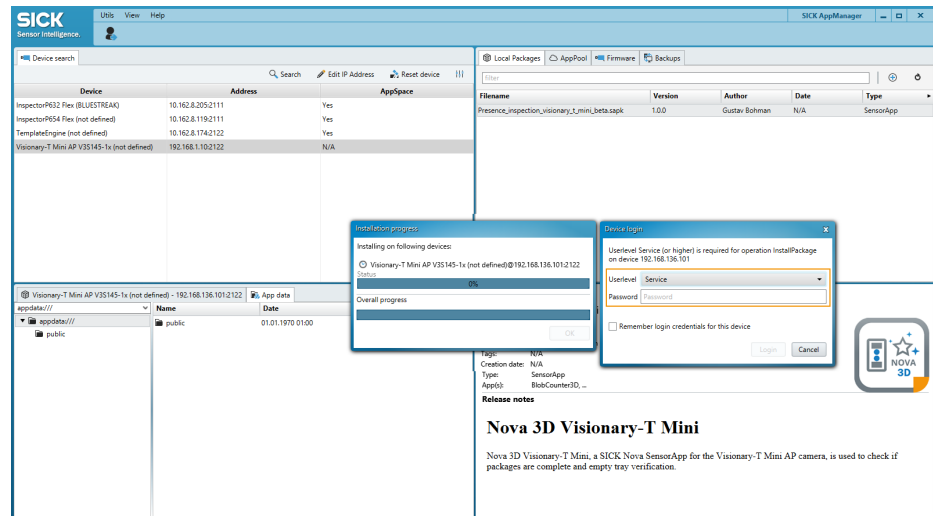 SICK
Sensor Intelligence.
Utils View Help
SICK AppManager
Device search
Search Edit IP Address Reset device
Device Address AppSpace
InspectorP632 Flex (BLUESTREAK) 10.162.8.205:2111 Yes
InspectorP654 Flex (not defined) 10.162.8.119:2111 Yes
TemplateEngine (not defined) 10.162.8.174:2122 Yes
Visionary-T Mini AP V3S145-1x (not defined) 192.168.1.10:2122 N/A
Local Packages AppPool Firmware Backups
Filter
Filename Version Author Date Type
Presence_inspection_visionary_t_mini_beta.sapk 1.0.0 Gustav Bohman N/A SensorApp
Installation progress
Installing on following devices:
Visionary-T Mini AP V3S145-1x (not defined)@192.168.136.101:2122
Status
0%
Overall progress
OK
Device login
Userlevel Service (or higher) is required for operation InstallPackage
on device 192.168.136.101
Userlevel Service
Password Password
Remember login credentials for this device
Login Cancel
Visionary-T Mini AP V3S145-1x (not defined) - 192.168.136.101:2122 App data
appdata:///
appdata:///
public
Name Date
public 01.01.1970 01:00
Tags: N/A
Creation date: N/A
Type: SensorApp
App(s): BlobCounter3D, ...
NOVA
3D
Release notes
Nova 3D Visionary-T Mini
Nova 3D Visionary-T Mini, a SICK Nova SensorApp for the Visionary-T Mini AP camera, is used to check if
packages are complete and empty tray verification.